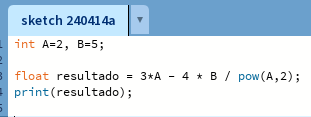 sketch 240414a
▼
1 int A=2, B=5;
2
3 float resultado = 3*A - 4 * B / pow(A,2);
4 print(resultado);
5